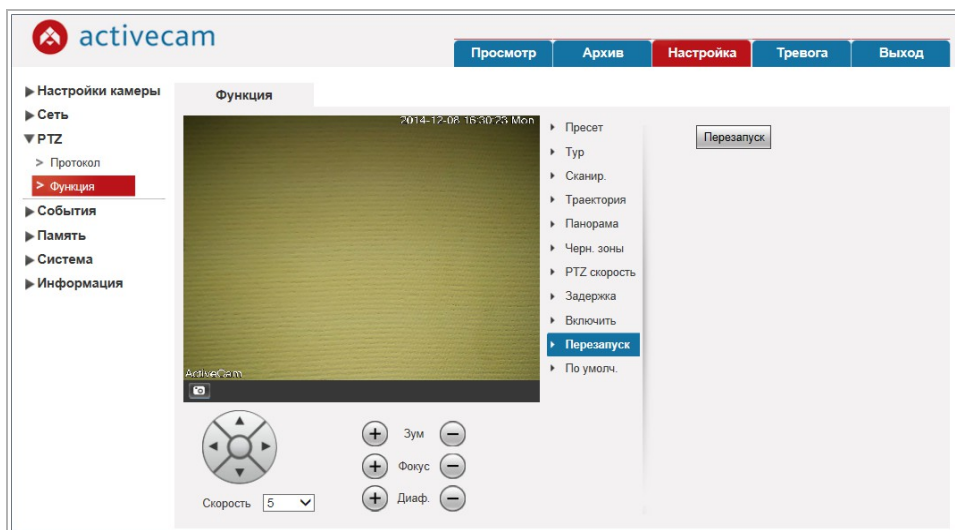 activecam
Просмотр Архив Настройка Тревога Выход
Настройки камеры
Сеть
PTZ
> Протокол
> Функция
События
Память
Система
Информация
Функция
2014-12-08 16:30:23 Mon
ActiveCam
Пресет
Тур
Сканир.
Траектория
Панорама
Черн. зоны
PTZ скорость
Задержка
Включить
Перезапуск
По умолч.
Перезапуск
Зум
Фокус
Диаф.
Скорость 5